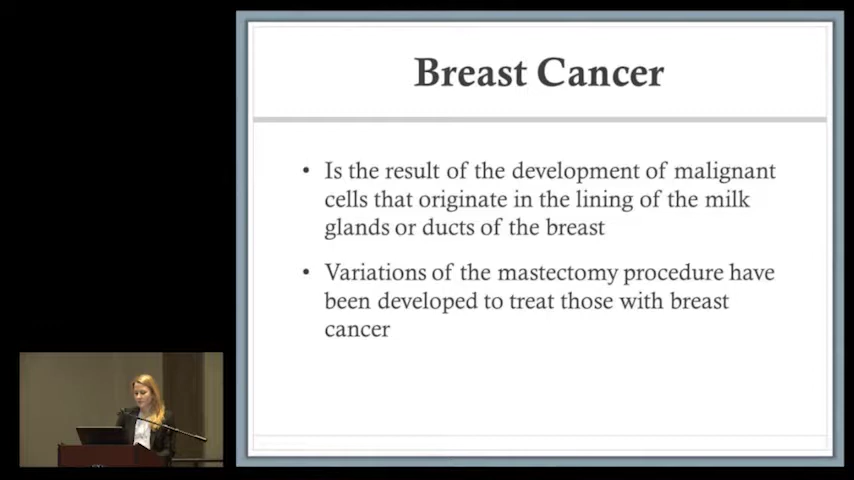 Breast Cancer
• Is the result of the development of malignant
cells that originate in the lining of the milk
glands or ducts of the breast
• Variations of the mastectomy procedure have
been developed to treat those with breast
cancer